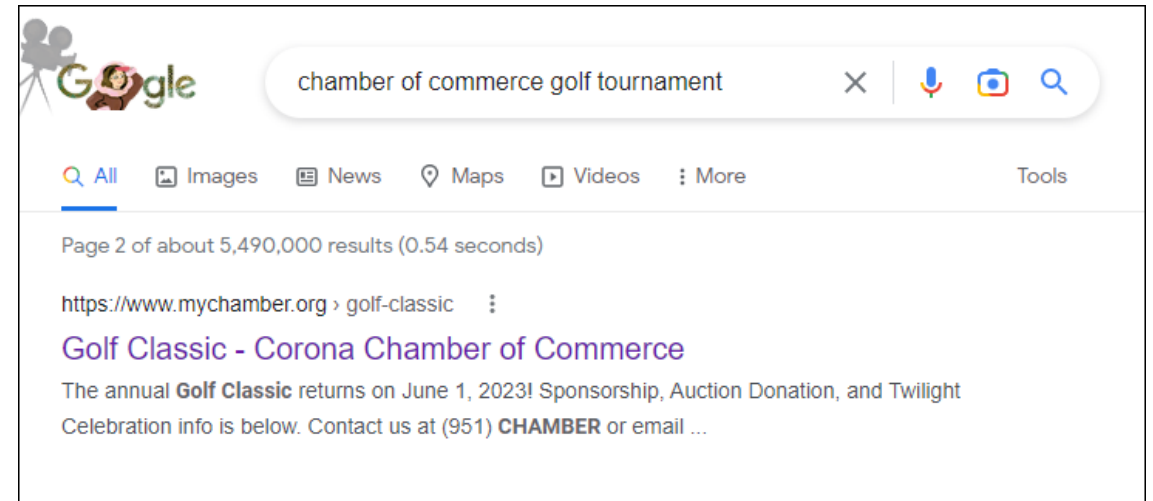 Google
chamber of commerce golf tournament
All Images News Maps Videos More Tools
Page 2 of about 5,490,000 results (0.54 seconds)
https://www.mychamber.org › golf-classic
Golf Classic - Corona Chamber of Commerce
The annual Golf Classic returns on June 1, 2023! Sponsorship, Auction Donation, and Twilight
Celebration info is below. Contact us at (951) CHAMBER or email ...